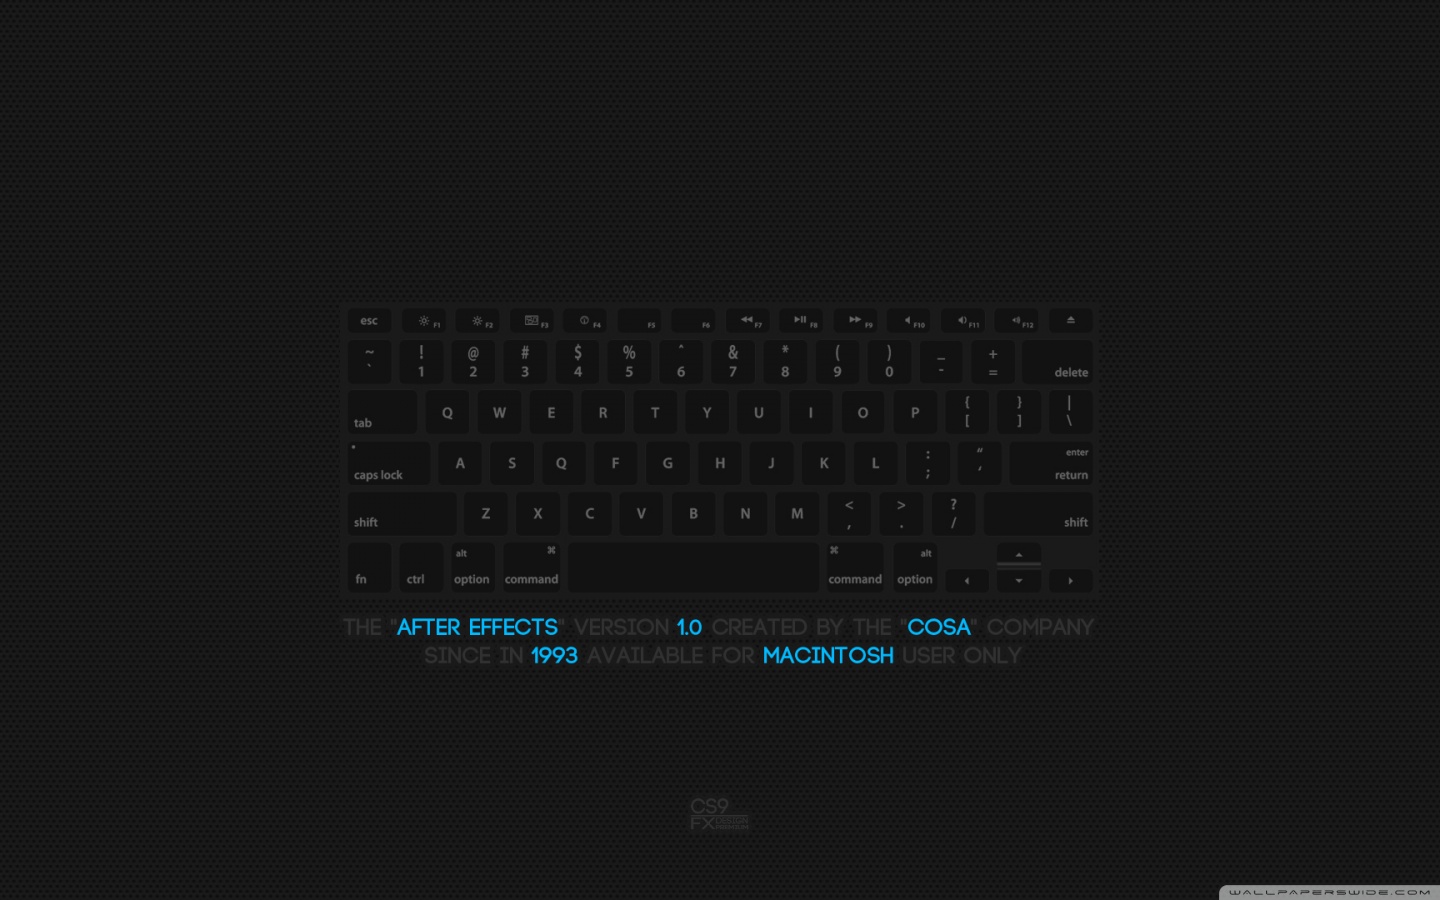 esc F1 F2 F3 F4 F5 F6 F7 F8 F9 F10 F11 F12
~ ! @ # $ % ^ & * ( ) _ +
` 1 2 3 4 5 6 7 8 9 0 - = delete
tab Q W E R T Y U I O P { [ } ] | \
caps lock A S Q F G H J K L : ; “ ‘ enter return
shift Z X C V B N M < , > . ? / shift
fn ctrl alt option ⌘ command ⌘ command alt option
THE "AFTER EFFECTS" VERSION 1.0 CREATED BY THE "COSA" COMPANY
SINCE IN 1993 AVAILABLE FOR MACINTOSH USER ONLY
CS9
FX DESIGN
WALLPAPERSWIDE.COM